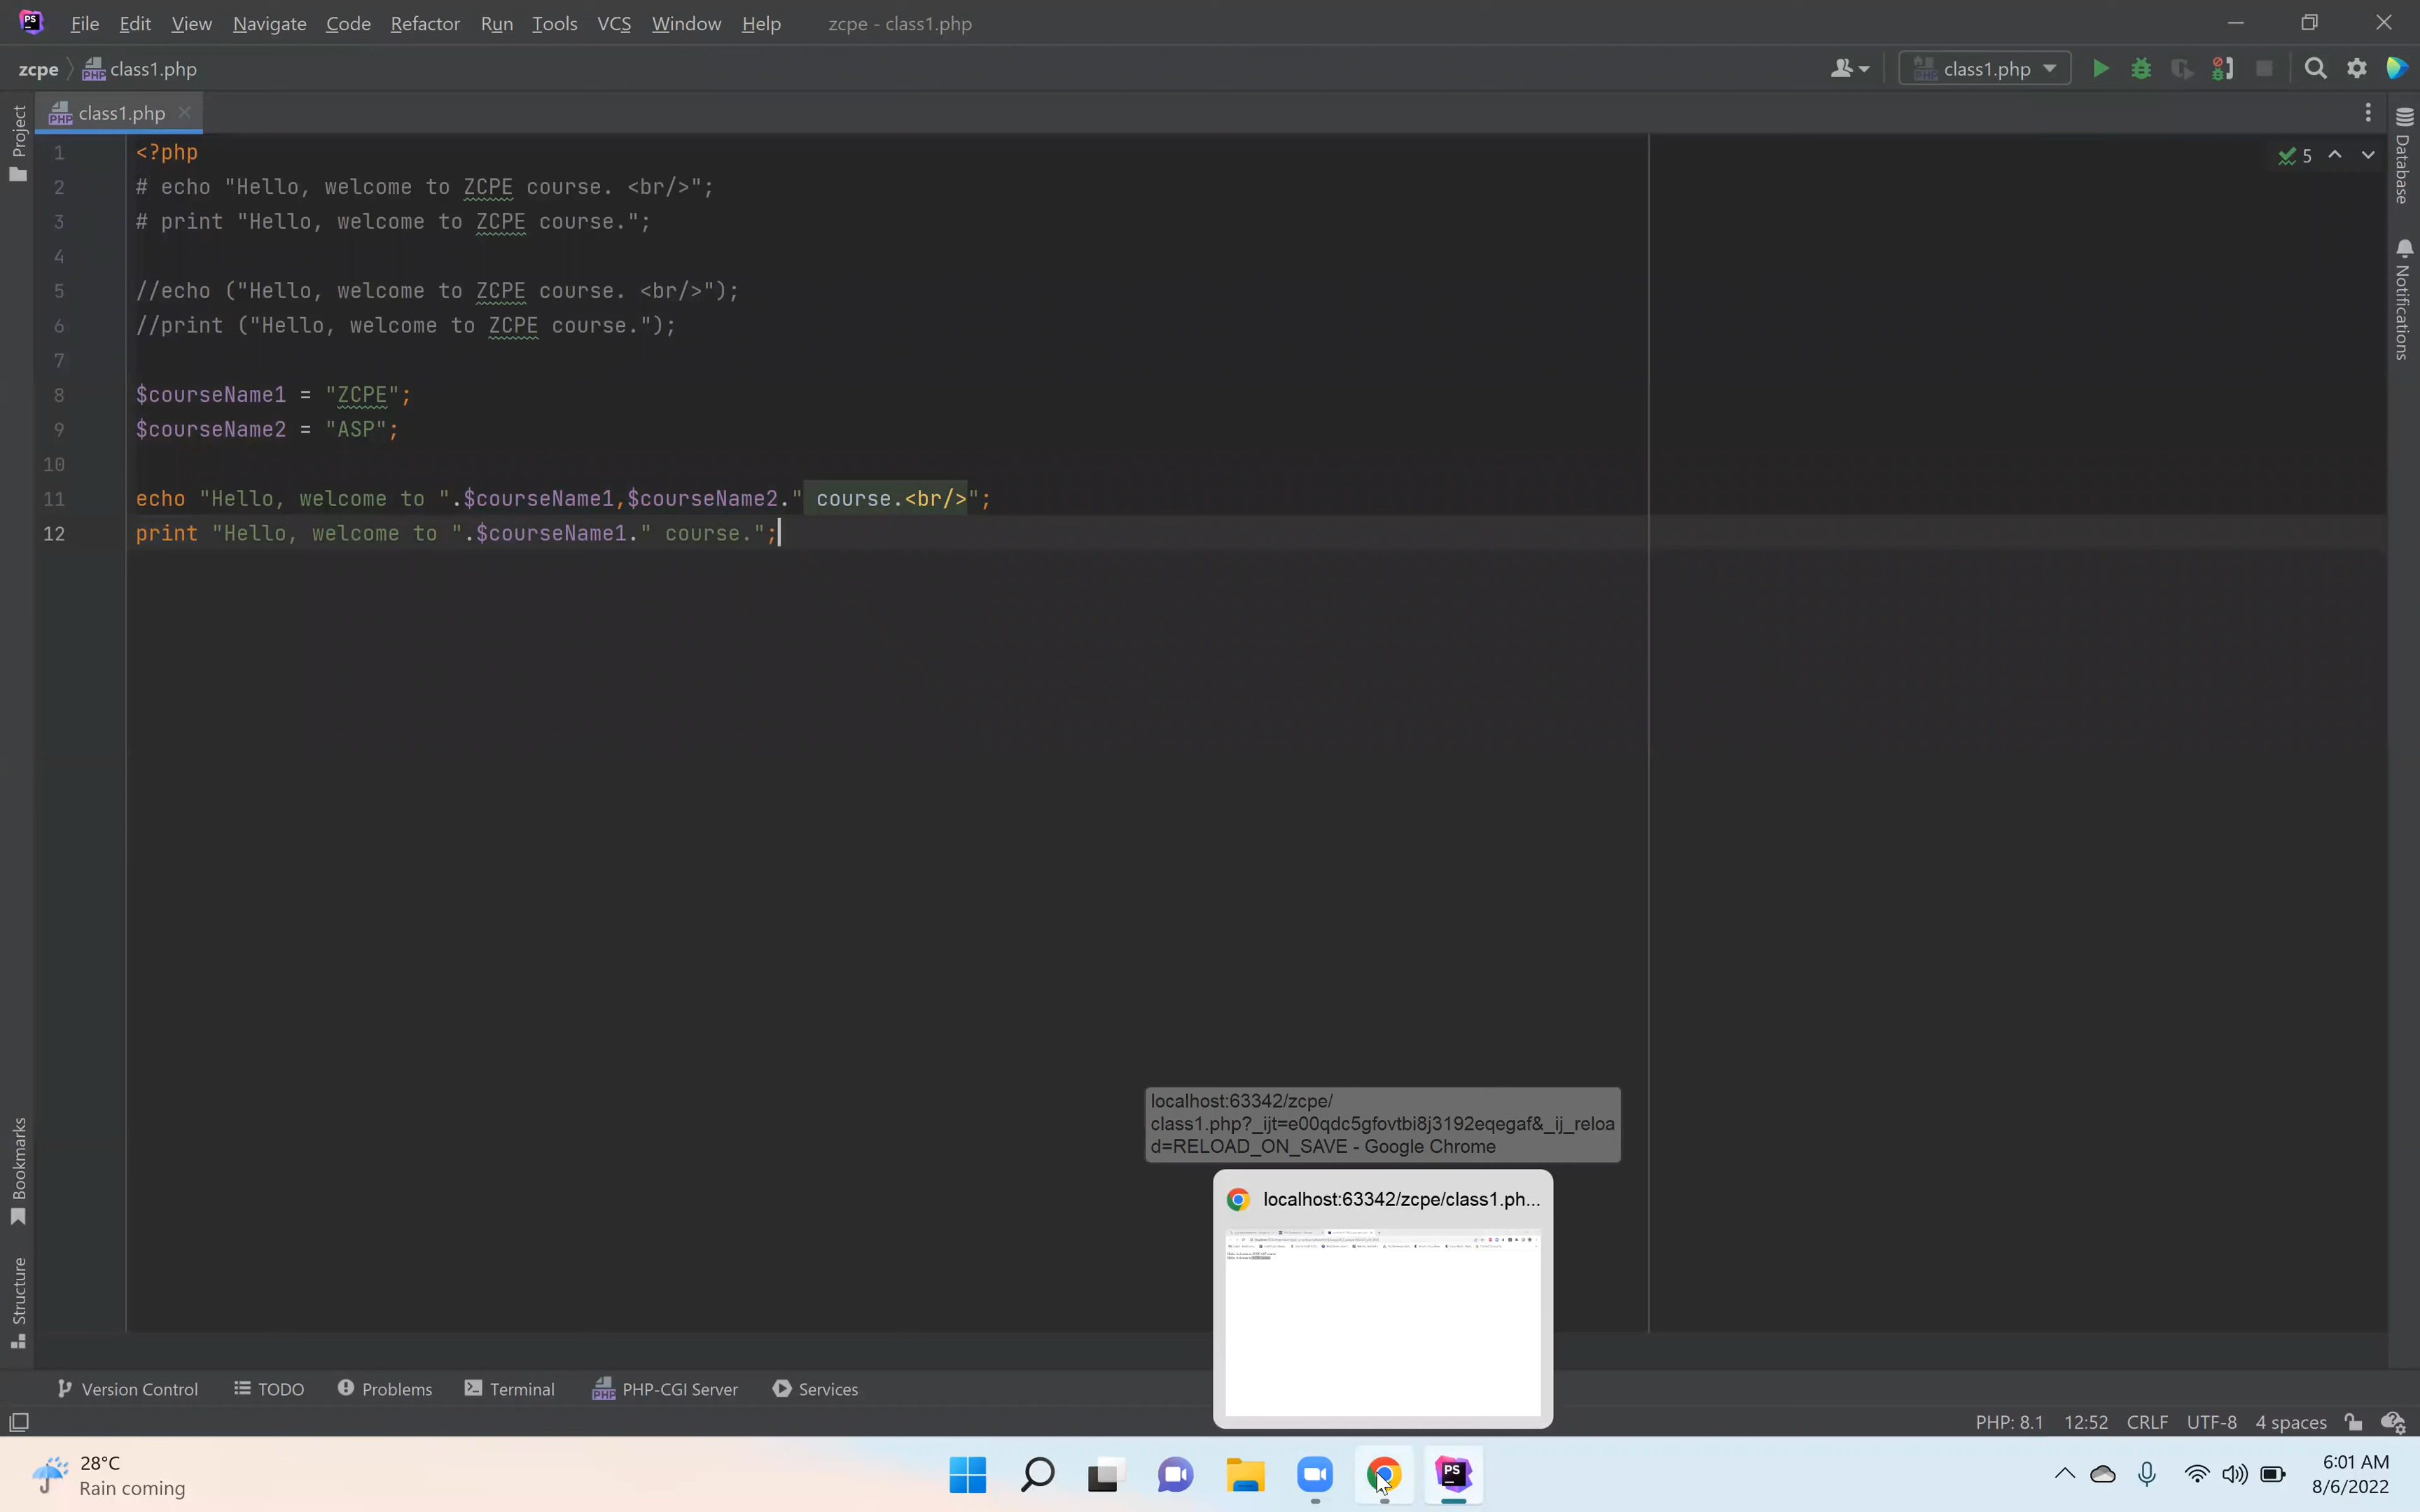 PS File Edit View Navigate Code Refactor Run Tools VCS Window Help zcpe - class1.php
zcpe class1.php class1.php
Project
class1.php
1 <?php
2 # echo "Hello, welcome to ZCPE course. <br/>";
3 # print "Hello, welcome to ZCPE course.";
4
5 //echo ("Hello, welcome to ZCPE course. <br/>");
6 //print ("Hello, welcome to ZCPE course.");
7
8 $courseName1 = "ZCPE";
9 $courseName2 = "ASP";
10
11 echo "Hello, welcome to ".$courseName1,$courseName2." course.<br/>";
12 print "Hello, welcome to ".$courseName1." course.";
5
Database
Notifications
Bookmarks
Structure
localhost:63342/zcpe/
class1.php?_ijt=e00qdc5gfovtbi8j3192eqegaf&_ij_reloa
d=RELOAD_ON_SAVE - Google Chrome
localhost:63342/zcpe/class1.ph...
Version Control TODO Problems Terminal PHP-CGI Server Services
PHP: 8.1 12:52 CRLF UTF-8 4 spaces
28°C
Rain coming
PS
6:01 AM
8/6/2022